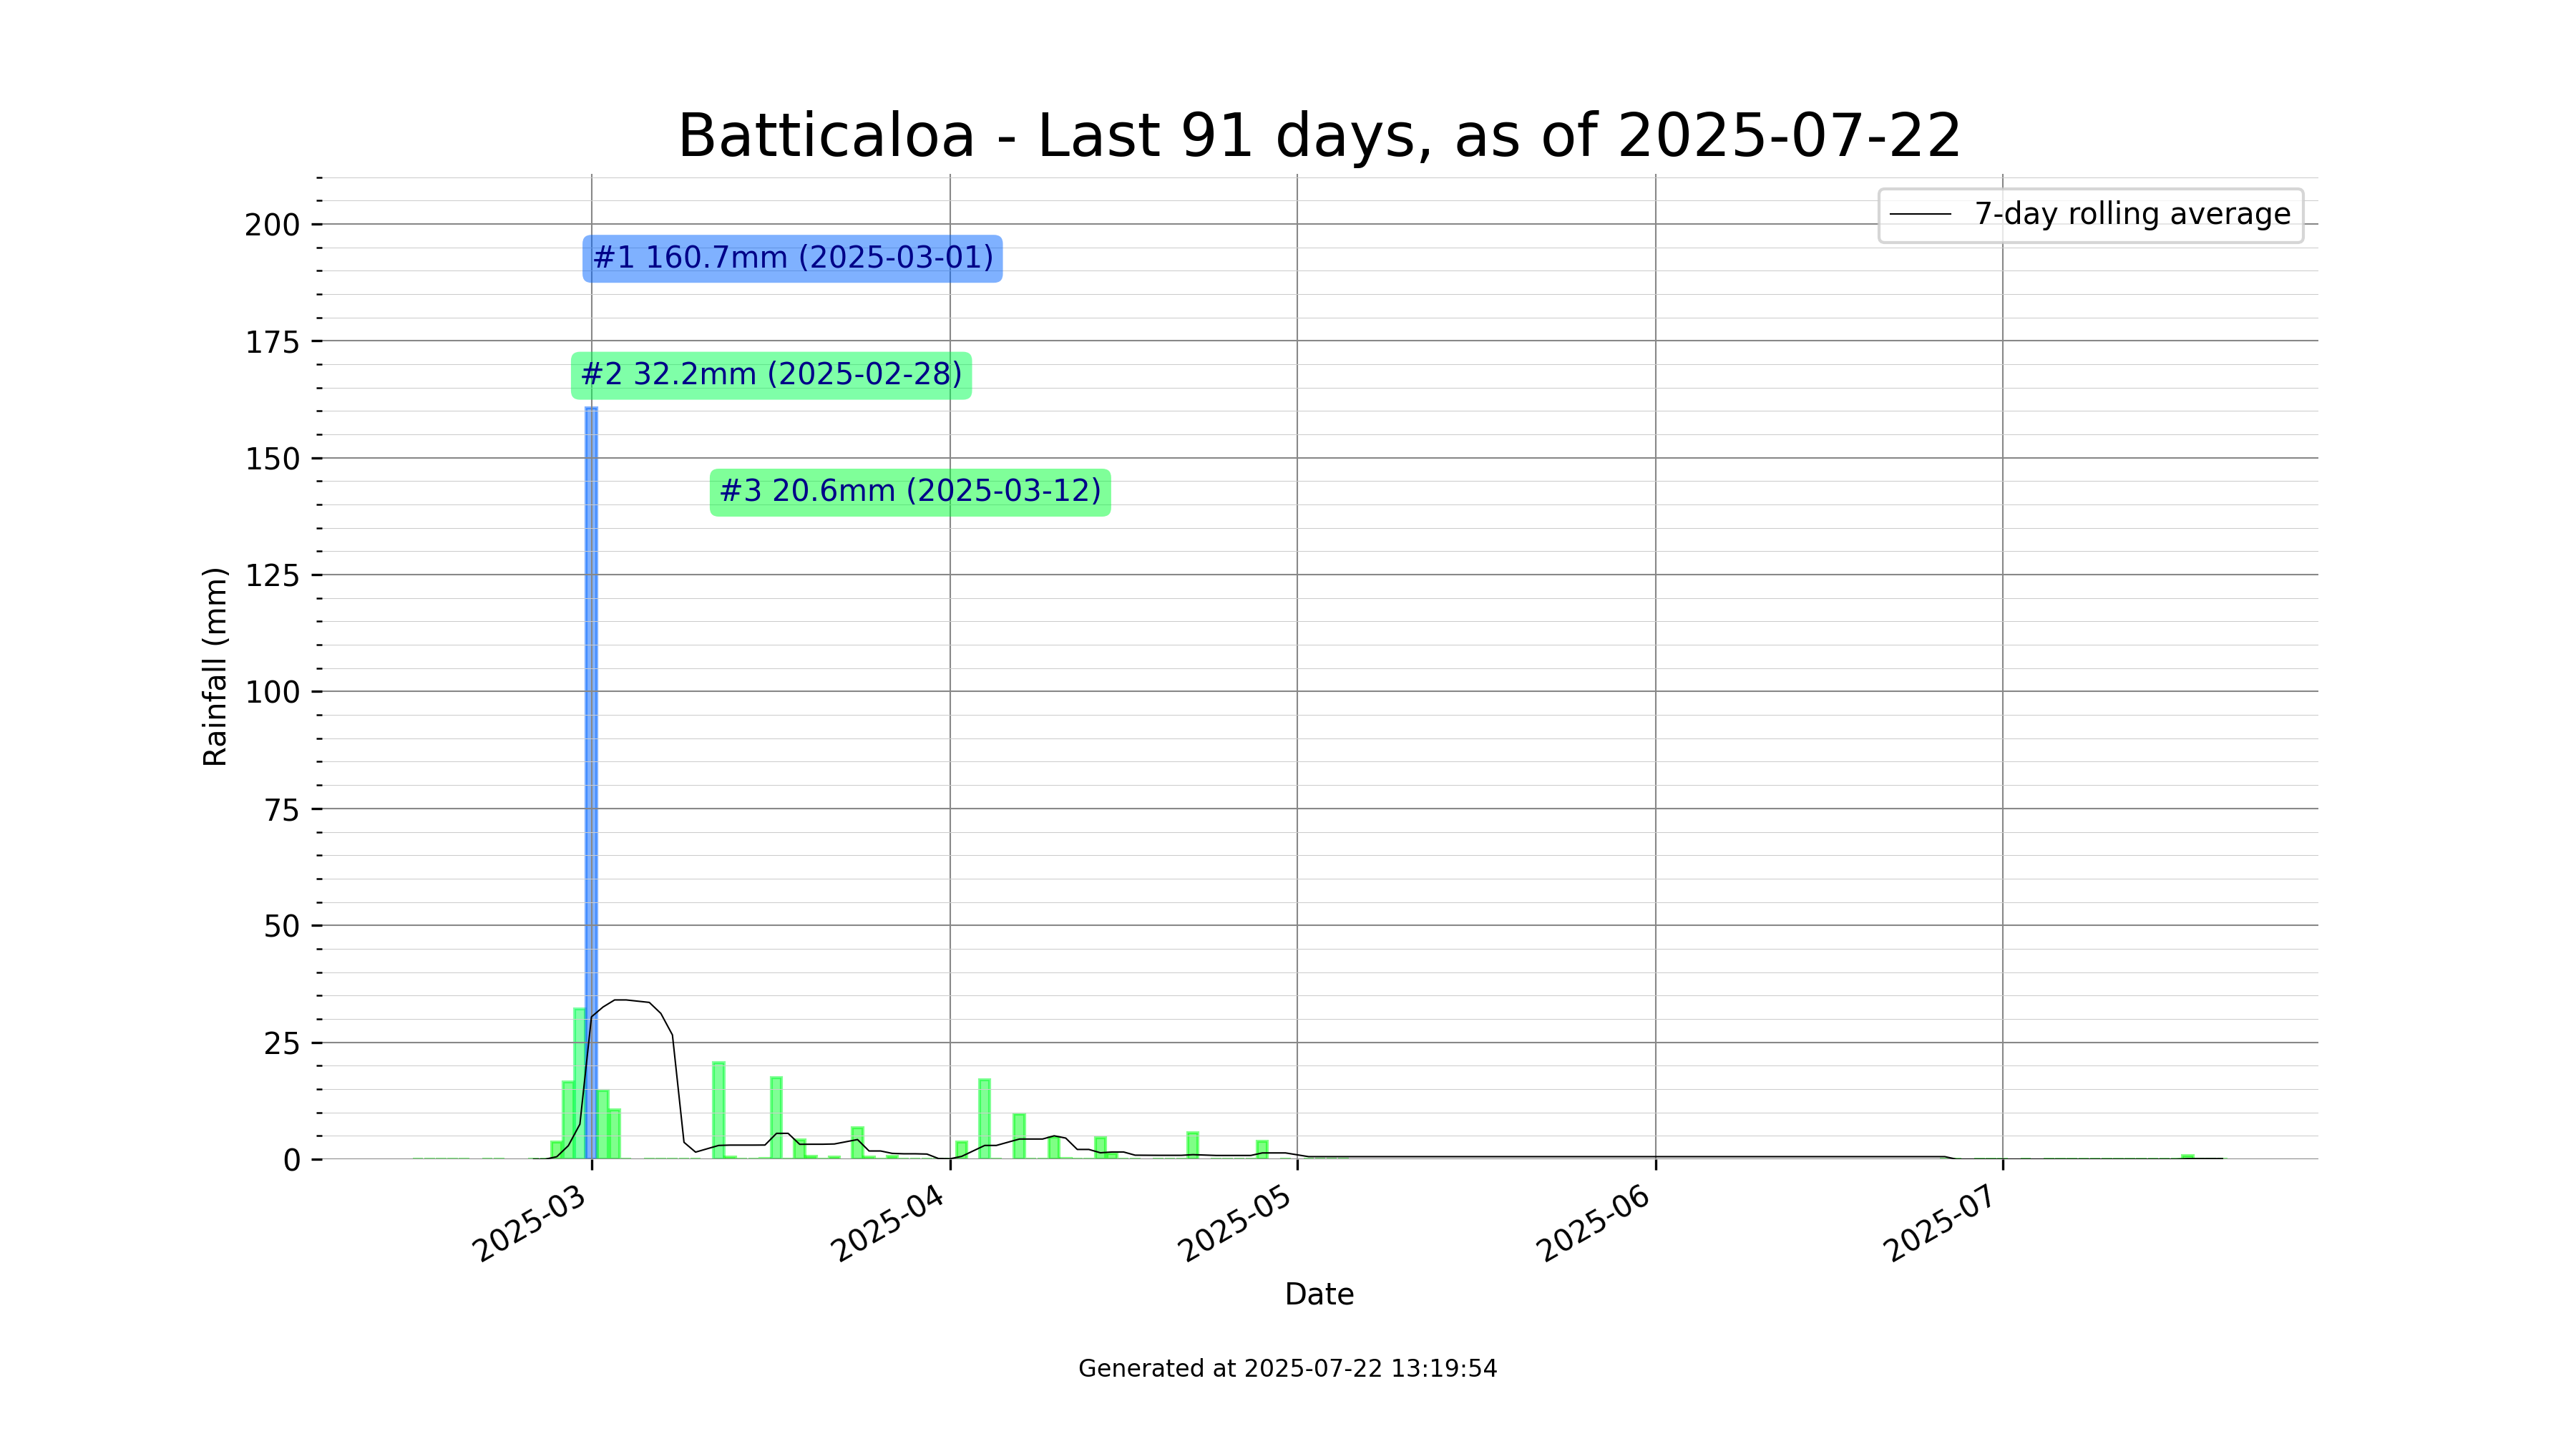 Batticaloa - Last 91 days, as of 2025-07-22
7-day rolling average
200
175
150
125
100
75
50
25
0
Rainfall (mm)
#1 160.7mm (2025-03-01)
#2 32.2mm (2025-02-28)
#3 20.6mm (2025-03-12)
2025-03
2025-04
2025-05
2025-06
2025-07
Date
Generated at 2025-07-22 13:19:54